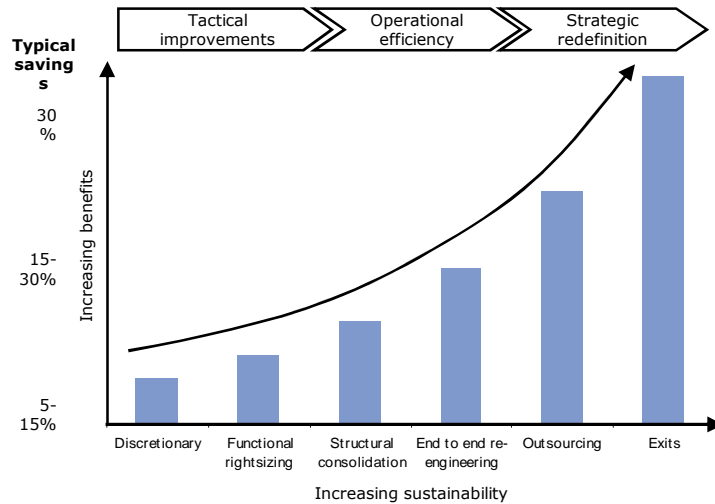 Tactical
improvements
Operational
efficiency
Strategic
redefinition
Typical
saving
s
30
%
15-
30%
5-
15%
Increasing benefits
Discretionary
Functional
rightsizing
Structural
consolidation
End to end re-
engineering
Outsourcing
Exits
Increasing sustainability